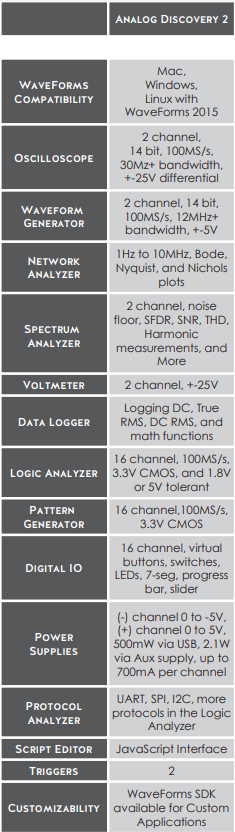 Analog Discovery 2
WaveForms
Compatibility
Mac,
Windows,
Linux with
WaveForms 2015
Oscilloscope
2 channel,
14 bit, 100MS/s,
30Mz+ bandwidth,
+-25V differential
Waveform
Generator
2 channel, 14 bit,
100MS/s, 12MHz+
bandwidth, +-5V
Network
Analyzer
1Hz to 10MHz, Bode,
Nyquist, and Nichols
plots
Spectrum
Analyzer
2 channel, noise
floor, SFDR, SNR, THD,
Harmonic
measurements, and
More
Voltmeter
2 channel, +-25V
Data Logger
Logging DC, True
RMS, DC RMS, and
math functions
Logic Analyzer
16 channel, 100MS/s,
3.3V CMOS, and 1.8V
or 5V tolerant
Pattern
Generator
16 channel,100MS/s,
3.3V CMOS
Digital IO
16 channel, virtual
buttons, switches,
LEDs, 7-seg, progress
bar, slider
Power
Supplies
(-) channel 0 to -5V,
(+) channel 0 to 5V,
500mW via USB, 2.1W
via Aux supply, up to
700mA per channel
Protocol
Analyzer
UART, SPI, I2C, more
protocols in the Logic
Analyzer
Script Editor
JavaScript Interface
Triggers
2
Customizability
WaveForms SDK
available for Custom
Applications